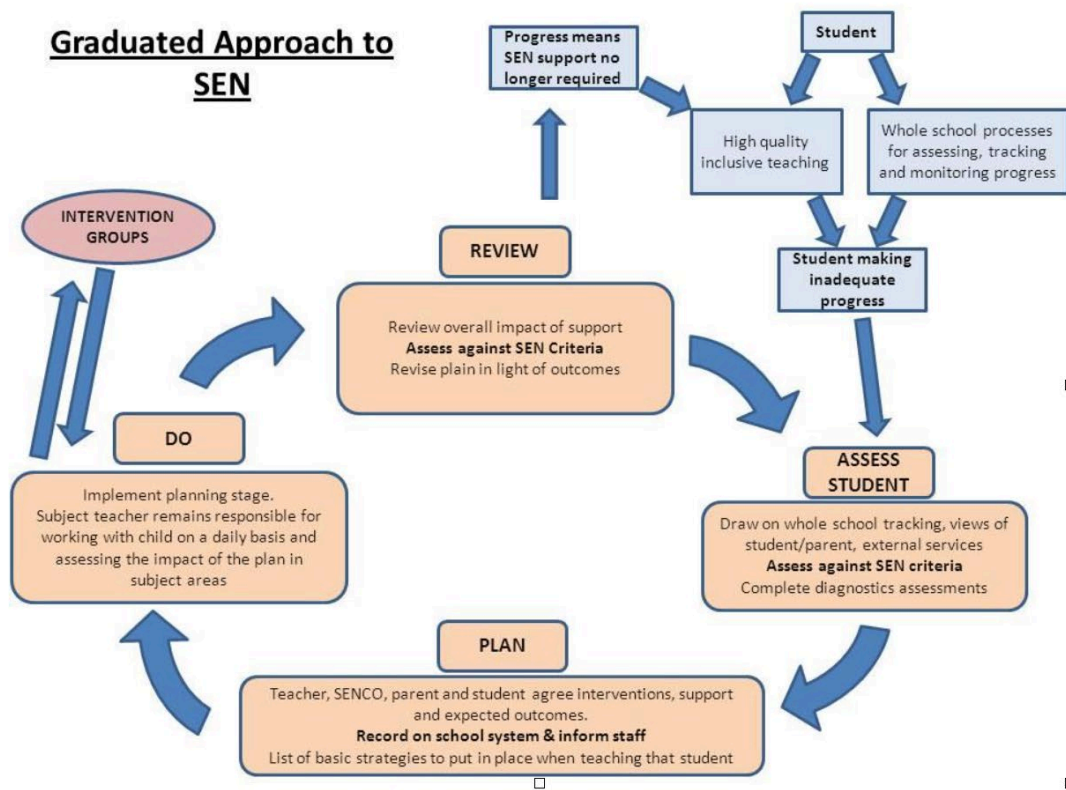 Graduated Approach to
SEN
Progress means
SEN support no
longer required
Student
High quality
inclusive teaching
Whole school processes
for assessing, tracking
and monitoring progress
Student making
inadequate
progress
INTERVENTION
GROUPS
REVIEW
Review overall impact of support
Assess against SEN Criteria
Revise plain in light of outcomes
DO
Implement planning stage.
Subject teacher remains responsible for
working with child on a daily basis and
assessing the impact of the plan in
subject areas
ASSESS
STUDENT
Draw on whole school tracking, views of
student/parent, external services
Assess against SEN criteria
Complete diagnostics assessments
PLAN
Teacher, SENCO, parent and student agree interventions, support
and expected outcomes.
Record on school system & inform staff
List of basic strategies to put in place when teaching that student